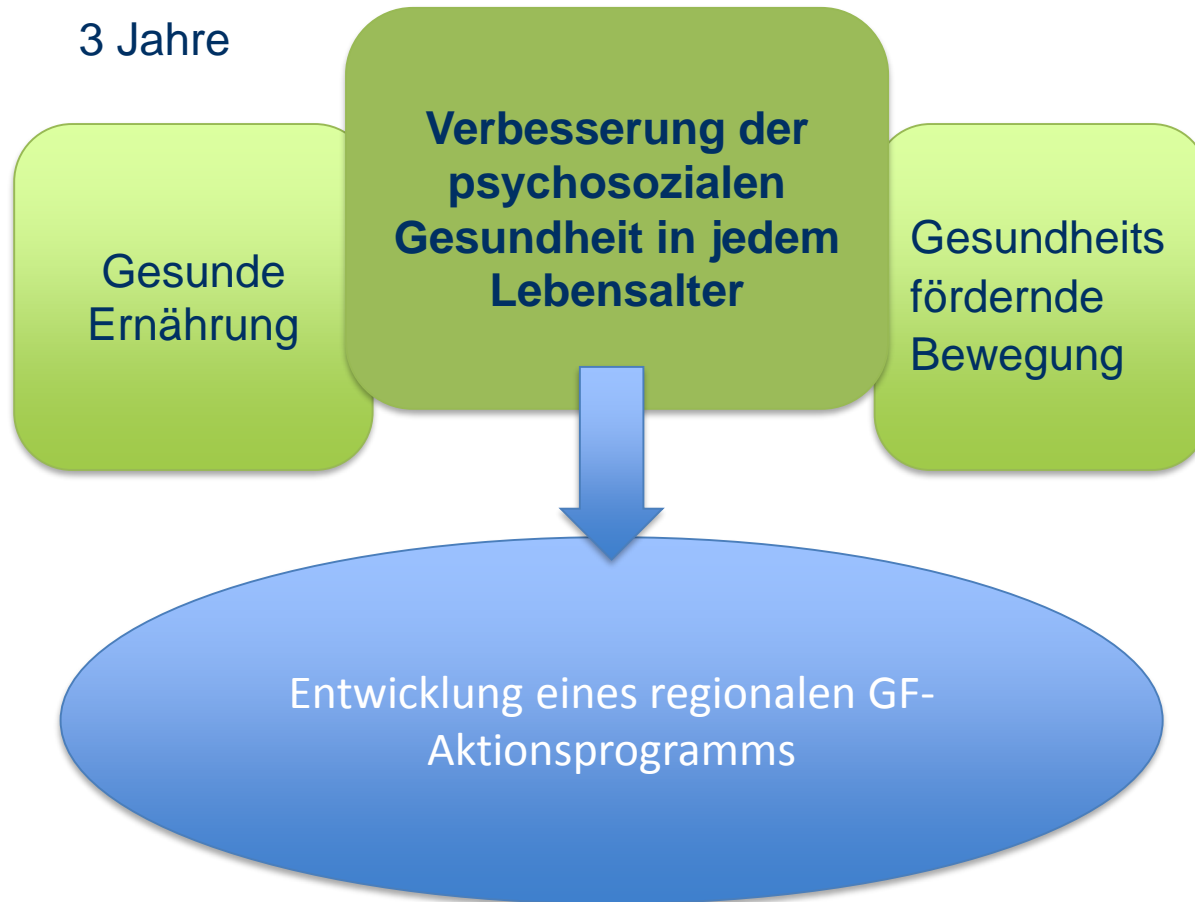 3 Jahre
Verbesserung der
psychosozialen
Gesundheit in jedem
Lebensalter
Gesunde
Ernährung
Gesundheits
fördernde
Bewegung
Entwicklung eines regionalen GF-
Aktionsprogramms